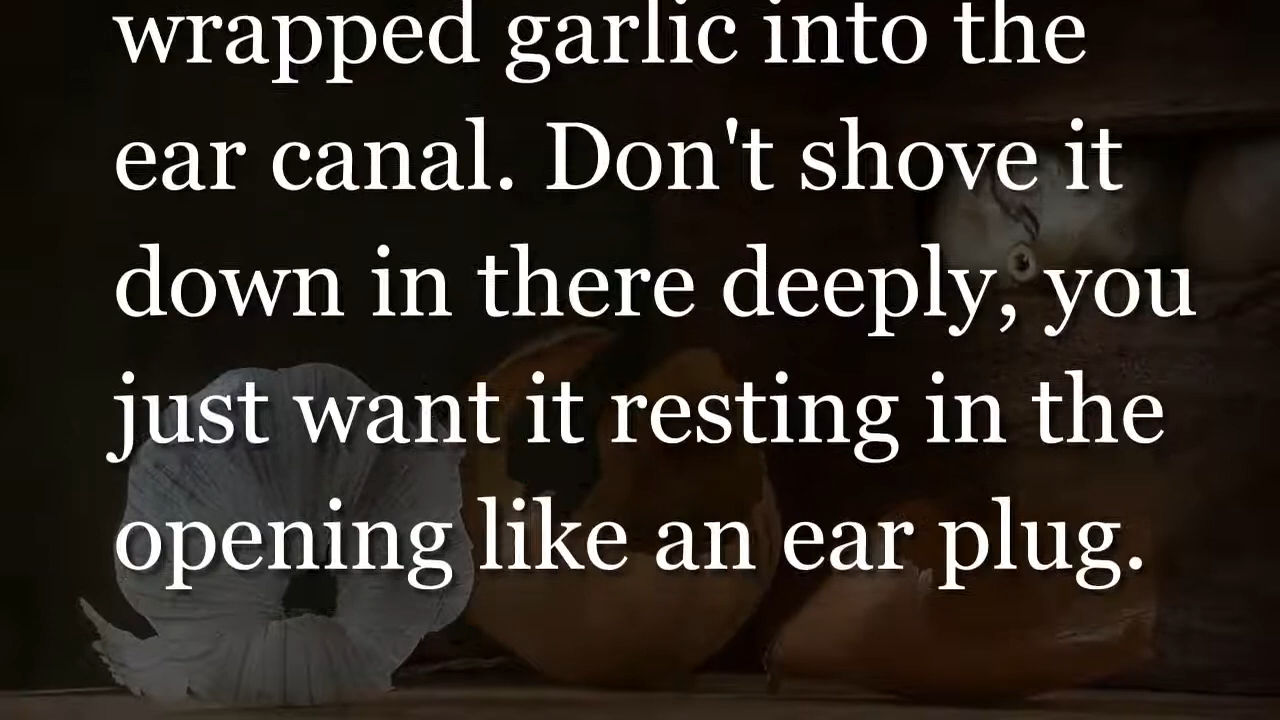 wrapped garlic into the
ear canal. Don't shove it
down in there deeply, you
just want it resting in the
opening like an ear plug.